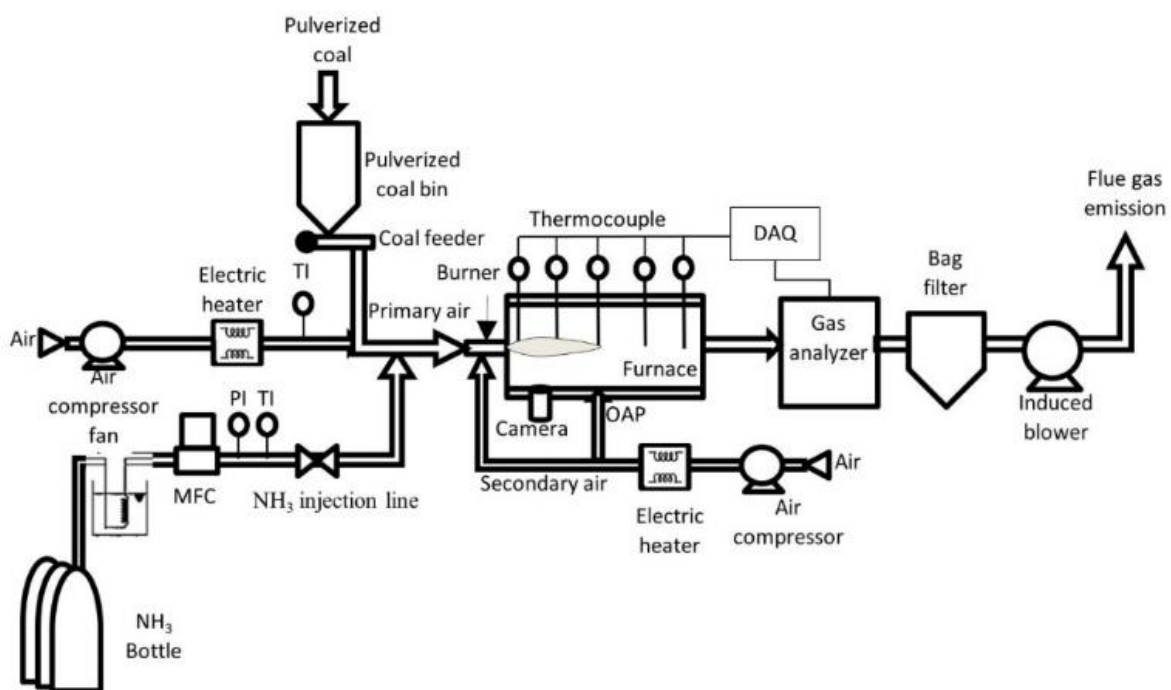 Pulverized
coal
Pulverized
coal bin
Coal feeder
TI
Electric
heater
Air
Air
compressor
fan
Primary air
Burner
Thermocouple
DAQ
Furnace
Camera
OAP
Gas
analyzer
Bag
filter
Flue gas
emission
Induced
blower
PI
TI
MFC
NH₃ injection line
Secondary air
Electric
heater
Air
compressor
Air
NH₃
Bottle